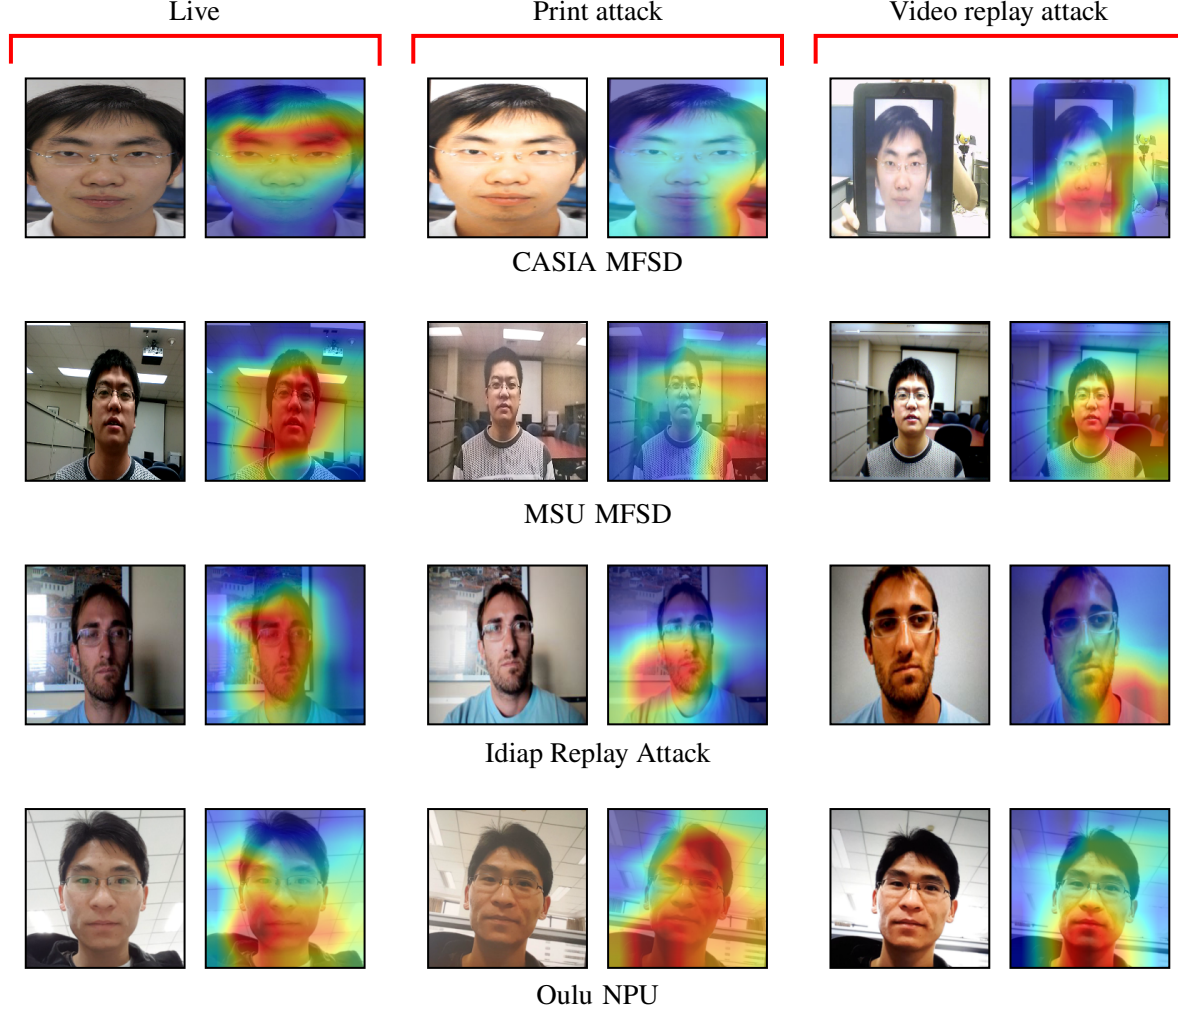 Live
Print attack
Video replay attack
CASIA MFSD
MSU MFSD
Idiap Replay Attack
Oulu NPU